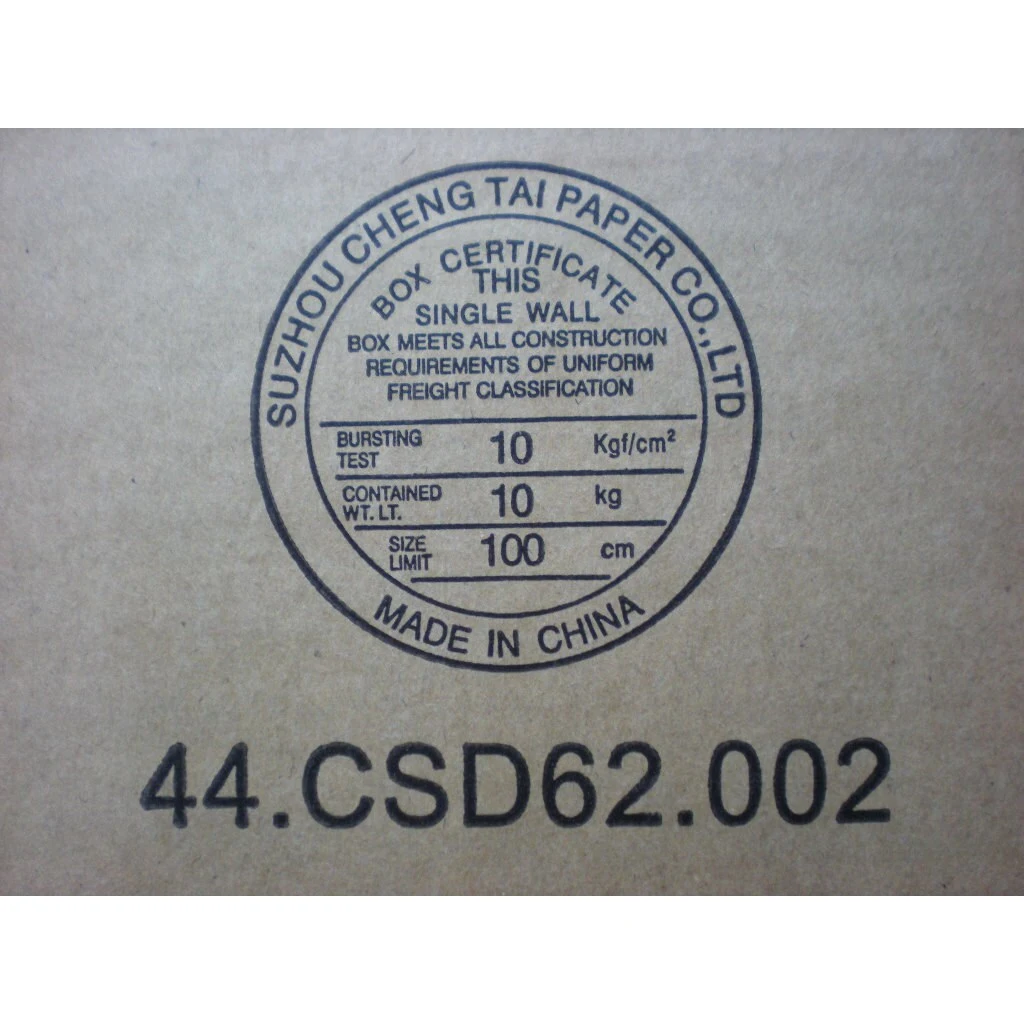 SUZHOU CHENG TAI PAPER CO.,LTD
BOX CERTIFICATE
THIS
SINGLE WALL
BOX MEETS ALL CONSTRUCTION
REQUIREMENTS OF UNIFORM
FREIGHT CLASSIFICATION
BURSTING TEST 10 Kgf/cm²
CONTAINED WT. LT. 10 kg
SIZE LIMIT 100 cm
MADE IN CHINA
44.CSD62.002